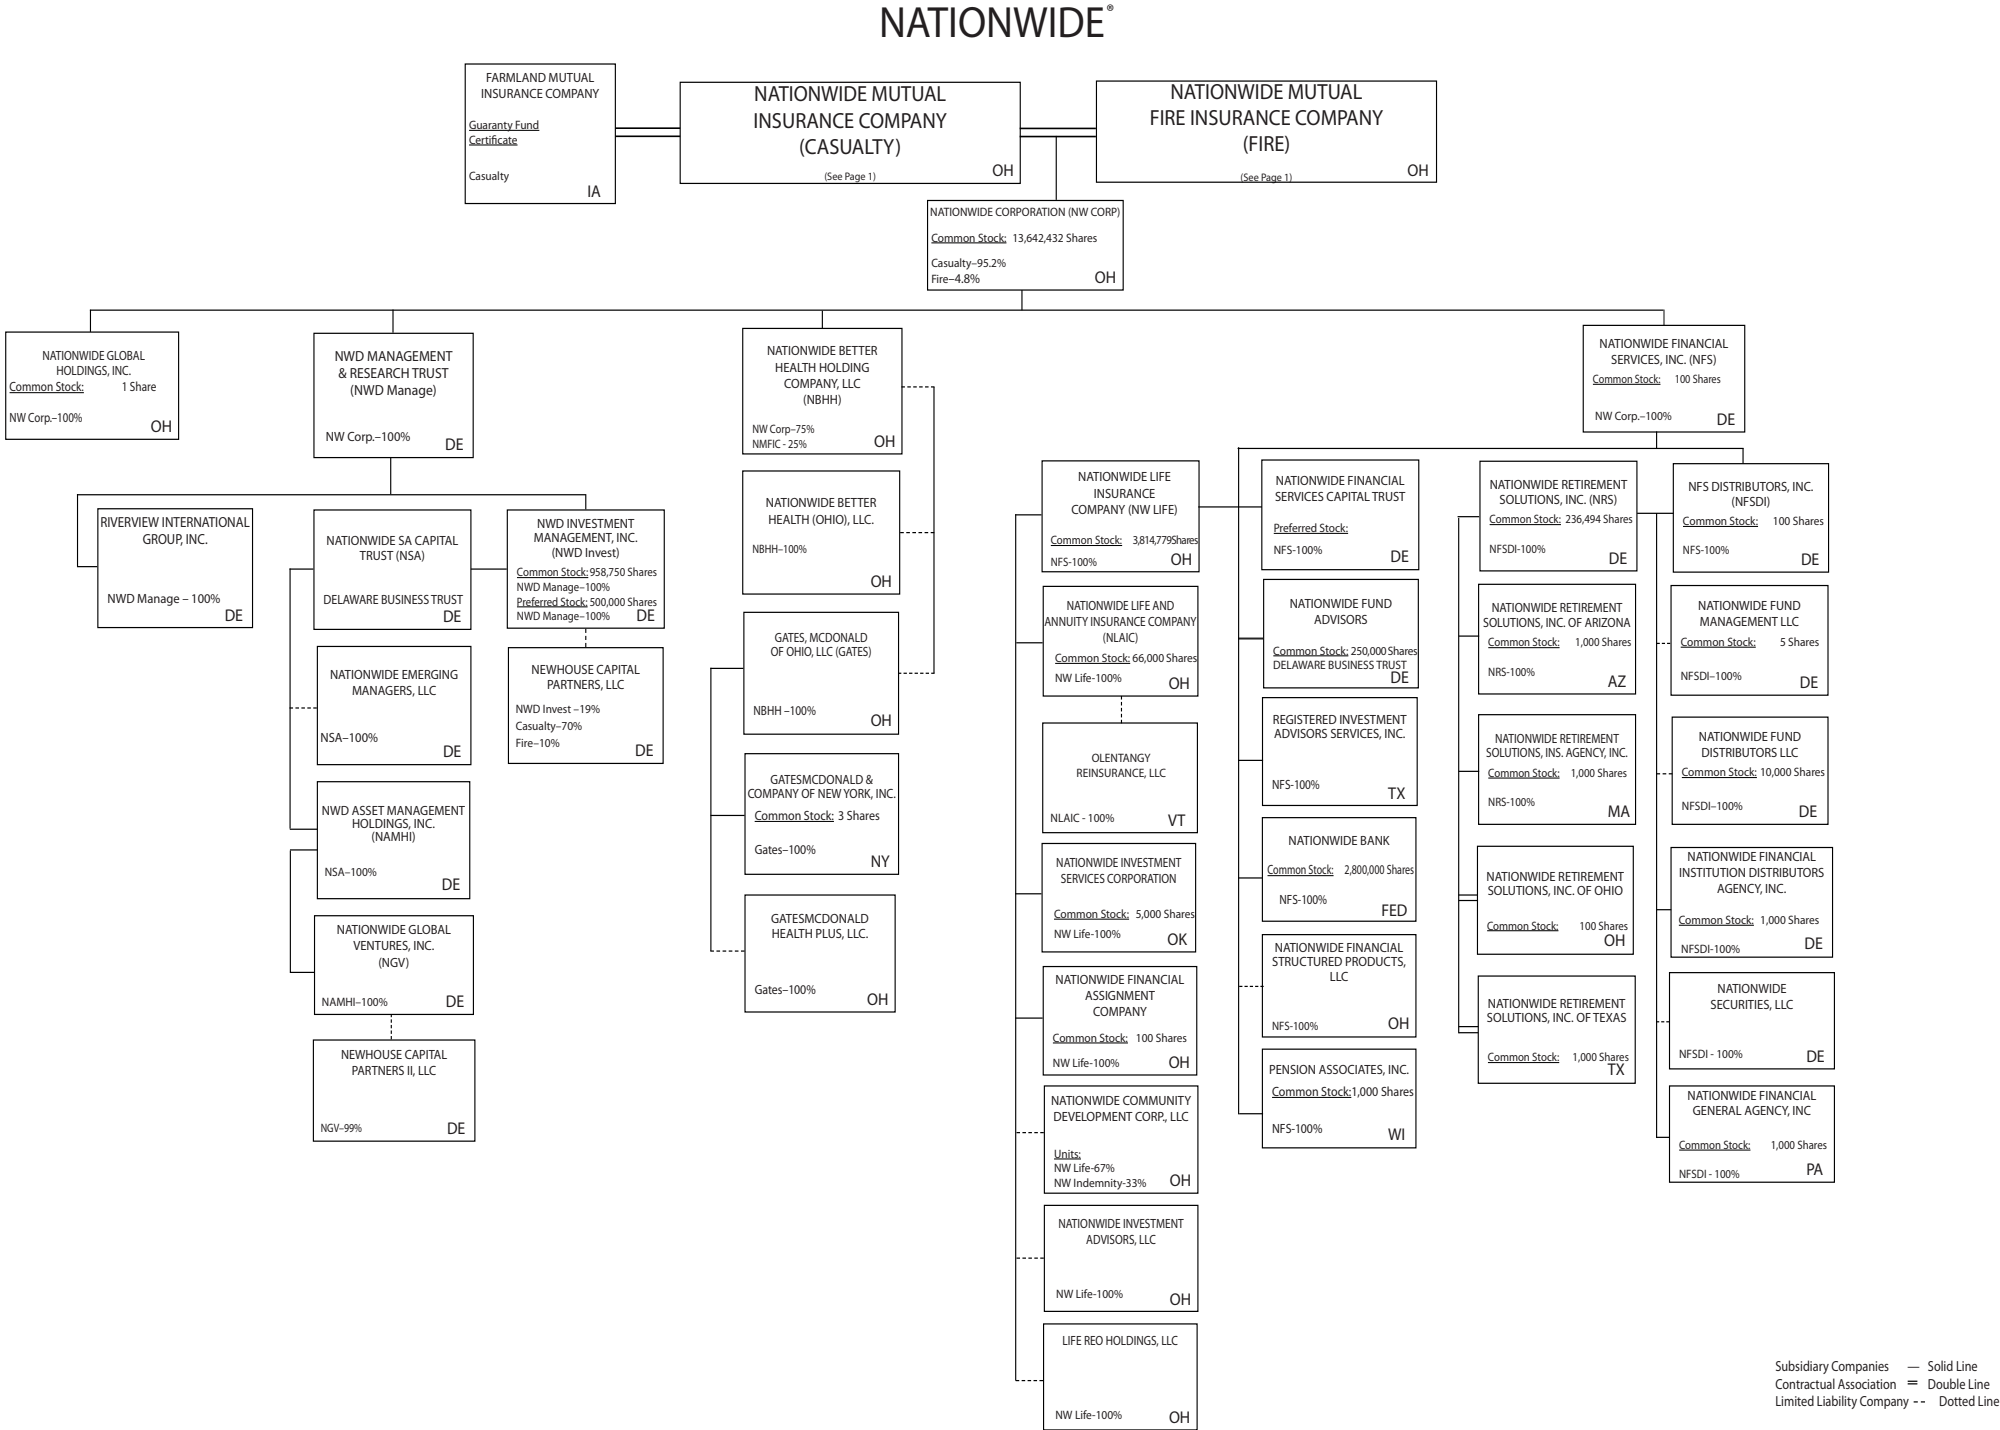 NATIONWIDE®
FARMLAND MUTUAL
INSURANCE COMPANY
Guaranty Fund
Certificate
Casualty
IA
NATIONWIDE MUTUAL
INSURANCE COMPANY
(CASUALTY)
(See Page 1)
OH
NATIONWIDE MUTUAL
FIRE INSURANCE COMPANY
(FIRE)
(See Page 1)
OH
NATIONWIDE CORPORATION (NW CORP)
Common Stock: 13,642,432 Shares
Casualty–95.2%
Fire–4.8%
OH
NATIONWIDE GLOBAL
HOLDINGS, INC.
Common Stock: 1 Share
NW Corp.–100%
OH
NWD MANAGEMENT
& RESEARCH TRUST
(NWD Manage)
NW Corp.–100%
DE
NATIONWIDE BETTER
HEALTH HOLDING
COMPANY, LLC
(NBHH)
NW Corp–75%
NMFIC - 25%
OH
NATIONWIDE FINANCIAL
SERVICES, INC. (NFS)
Common Stock: 100 Shares
NW Corp.–100%
DE
RIVERVIEW INTERNATIONAL
GROUP, INC.
NWD Manage – 100%
DE
NATIONWIDE SA CAPITAL
TRUST (NSA)
DELAWARE BUSINESS TRUST
DE
NWD INVESTMENT
MANAGEMENT, INC.
(NWD Invest)
Common Stock: 958,750 Shares
NWD Manage–100%
Preferred Stock: 500,000 Shares
NWD Manage–100%
DE
NATIONWIDE EMERGING
MANAGERS, LLC
NSA–100%
DE
NEWHOUSE CAPITAL
PARTNERS, LLC
NWD Invest –19%
Casualty–70%
Fire–10%
DE
NWD ASSET MANAGEMENT
HOLDINGS, INC.
(NAMHI)
NSA–100%
DE
NATIONWIDE GLOBAL
VENTURES, INC.
(NGV)
NAMHI–100%
DE
NEWHOUSE CAPITAL
PARTNERS II, LLC
NGV–99%
DE
NATIONWIDE BETTER
HEALTH (OHIO), LLC.
NBHH–100%
OH
GATES, MCDONALD
OF OHIO, LLC (GATES)
NBHH –100%
OH
GATESMCDONALD &
COMPANY OF NEW YORK, INC.
Common Stock: 3 Shares
Gates–100%
NY
GATESMCDONALD
HEALTH PLUS, LLC.
Gates–100%
OH
NATIONWIDE LIFE
INSURANCE
COMPANY (NW LIFE)
Common Stock: 3,814,779Shares
NFS-100%
OH
NATIONWIDE LIFE AND
ANNUITY INSURANCE COMPANY
(NLAIC)
Common Stock: 66,000 Shares
NW Life-100%
OH
OLENTANGY
REINSURANCE, LLC
NLAIC - 100%
VT
NATIONWIDE INVESTMENT
SERVICES CORPORATION
Common Stock: 5,000 Shares
NW Life-100%
OK
NATIONWIDE FINANCIAL
ASSIGNMENT
COMPANY
Common Stock: 100 Shares
NW Life-100%
OH
NATIONWIDE COMMUNITY
DEVELOPMENT CORP., LLC
Units:
NW Life-67%
NW Indemnity-33%
OH
NATIONWIDE INVESTMENT
ADVISORS, LLC
NW Life-100%
OH
LIFE REO HOLDINGS, LLC
NW Life-100%
OH
NATIONWIDE FINANCIAL
SERVICES CAPITAL TRUST
Preferred Stock:
NFS-100%
DE
NATIONWIDE FUND
ADVISORS
Common Stock: 250,000 Shares
DELAWARE BUSINESS TRUST
DE
REGISTERED INVESTMENT
ADVISORS SERVICES, INC.
NFS-100%
TX
NATIONWIDE BANK
Common Stock: 2,800,000 Shares
NFS-100%
FED
NATIONWIDE FINANCIAL
STRUCTURED PRODUCTS,
LLC
NFS-100%
OH
PENSION ASSOCIATES, INC.
Common Stock:1,000 Shares
NFS-100%
WI
NATIONWIDE RETIREMENT
SOLUTIONS, INC. (NRS)
Common Stock: 236,494 Shares
NFSDI-100%
DE
NATIONWIDE RETIREMENT
SOLUTIONS, INC. OF ARIZONA
Common Stock: 1,000 Shares
NRS-100%
AZ
NATIONWIDE RETIREMENT
SOLUTIONS, INS. AGENCY, INC.
Common Stock: 1,000 Shares
NRS-100%
MA
NATIONWIDE RETIREMENT
SOLUTIONS, INC. OF OHIO
Common Stock: 100 Shares
OH
NATIONWIDE RETIREMENT
SOLUTIONS, INC. OF TEXAS
Common Stock: 1,000 Shares
TX
NFS DISTRIBUTORS, INC.
(NFSDI)
Common Stock: 100 Shares
NFS-100%
DE
NATIONWIDE FUND
MANAGEMENT LLC
Common Stock: 5 Shares
NFSDI–100%
DE
NATIONWIDE FUND
DISTRIBUTORS LLC
Common Stock: 10,000 Shares
NFSDI–100%
DE
NATIONWIDE FINANCIAL
INSTITUTION DISTRIBUTORS
AGENCY, INC.
Common Stock: 1,000 Shares
NFSDI-100%
DE
NATIONWIDE
SECURITIES, LLC
NFSDI - 100%
DE
NATIONWIDE FINANCIAL
GENERAL AGENCY, INC
Common Stock: 1,000 Shares
NFSDI - 100%
PA
Subsidiary Companies — Solid Line
Contractual Association = Double Line
Limited Liability Company -- Dotted Line